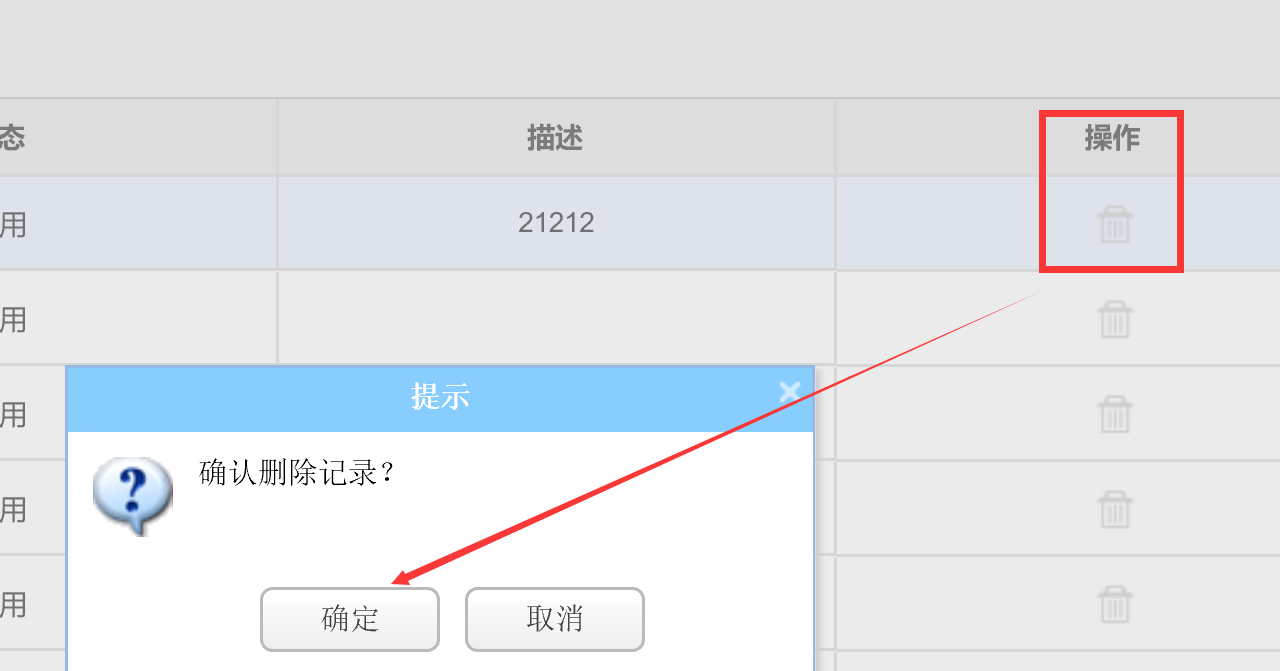 态 描述 操作
用 21212
用
用
用
用
提示
确认删除记录？
确定 取消